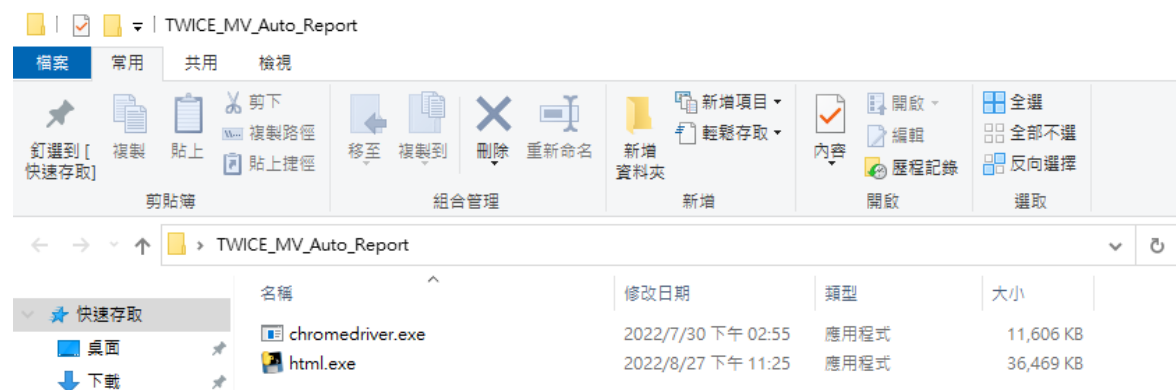 TWICE_MV_Auto_Report
檔案 常用 共用 檢視
釘選到 [快速存取]
複製
貼上
剪下
複製路徑
貼上捷徑
剪貼簿
移至
複製到
刪除
重新命名
組合管理
新增資料夾
新增項目
輕鬆存取
新增
內容
開啟
編輯
歷程記錄
開啟
全選
全部不選
反向選擇
選取
TWICE_MV_Auto_Report
快速存取
桌面
下載
名稱 修改日期 類型 大小
chromedriver.exe 2022/7/30 下午 02:55 應用程式 11,606 KB
html.exe 2022/8/27 下午 11:25 應用程式 36,469 KB